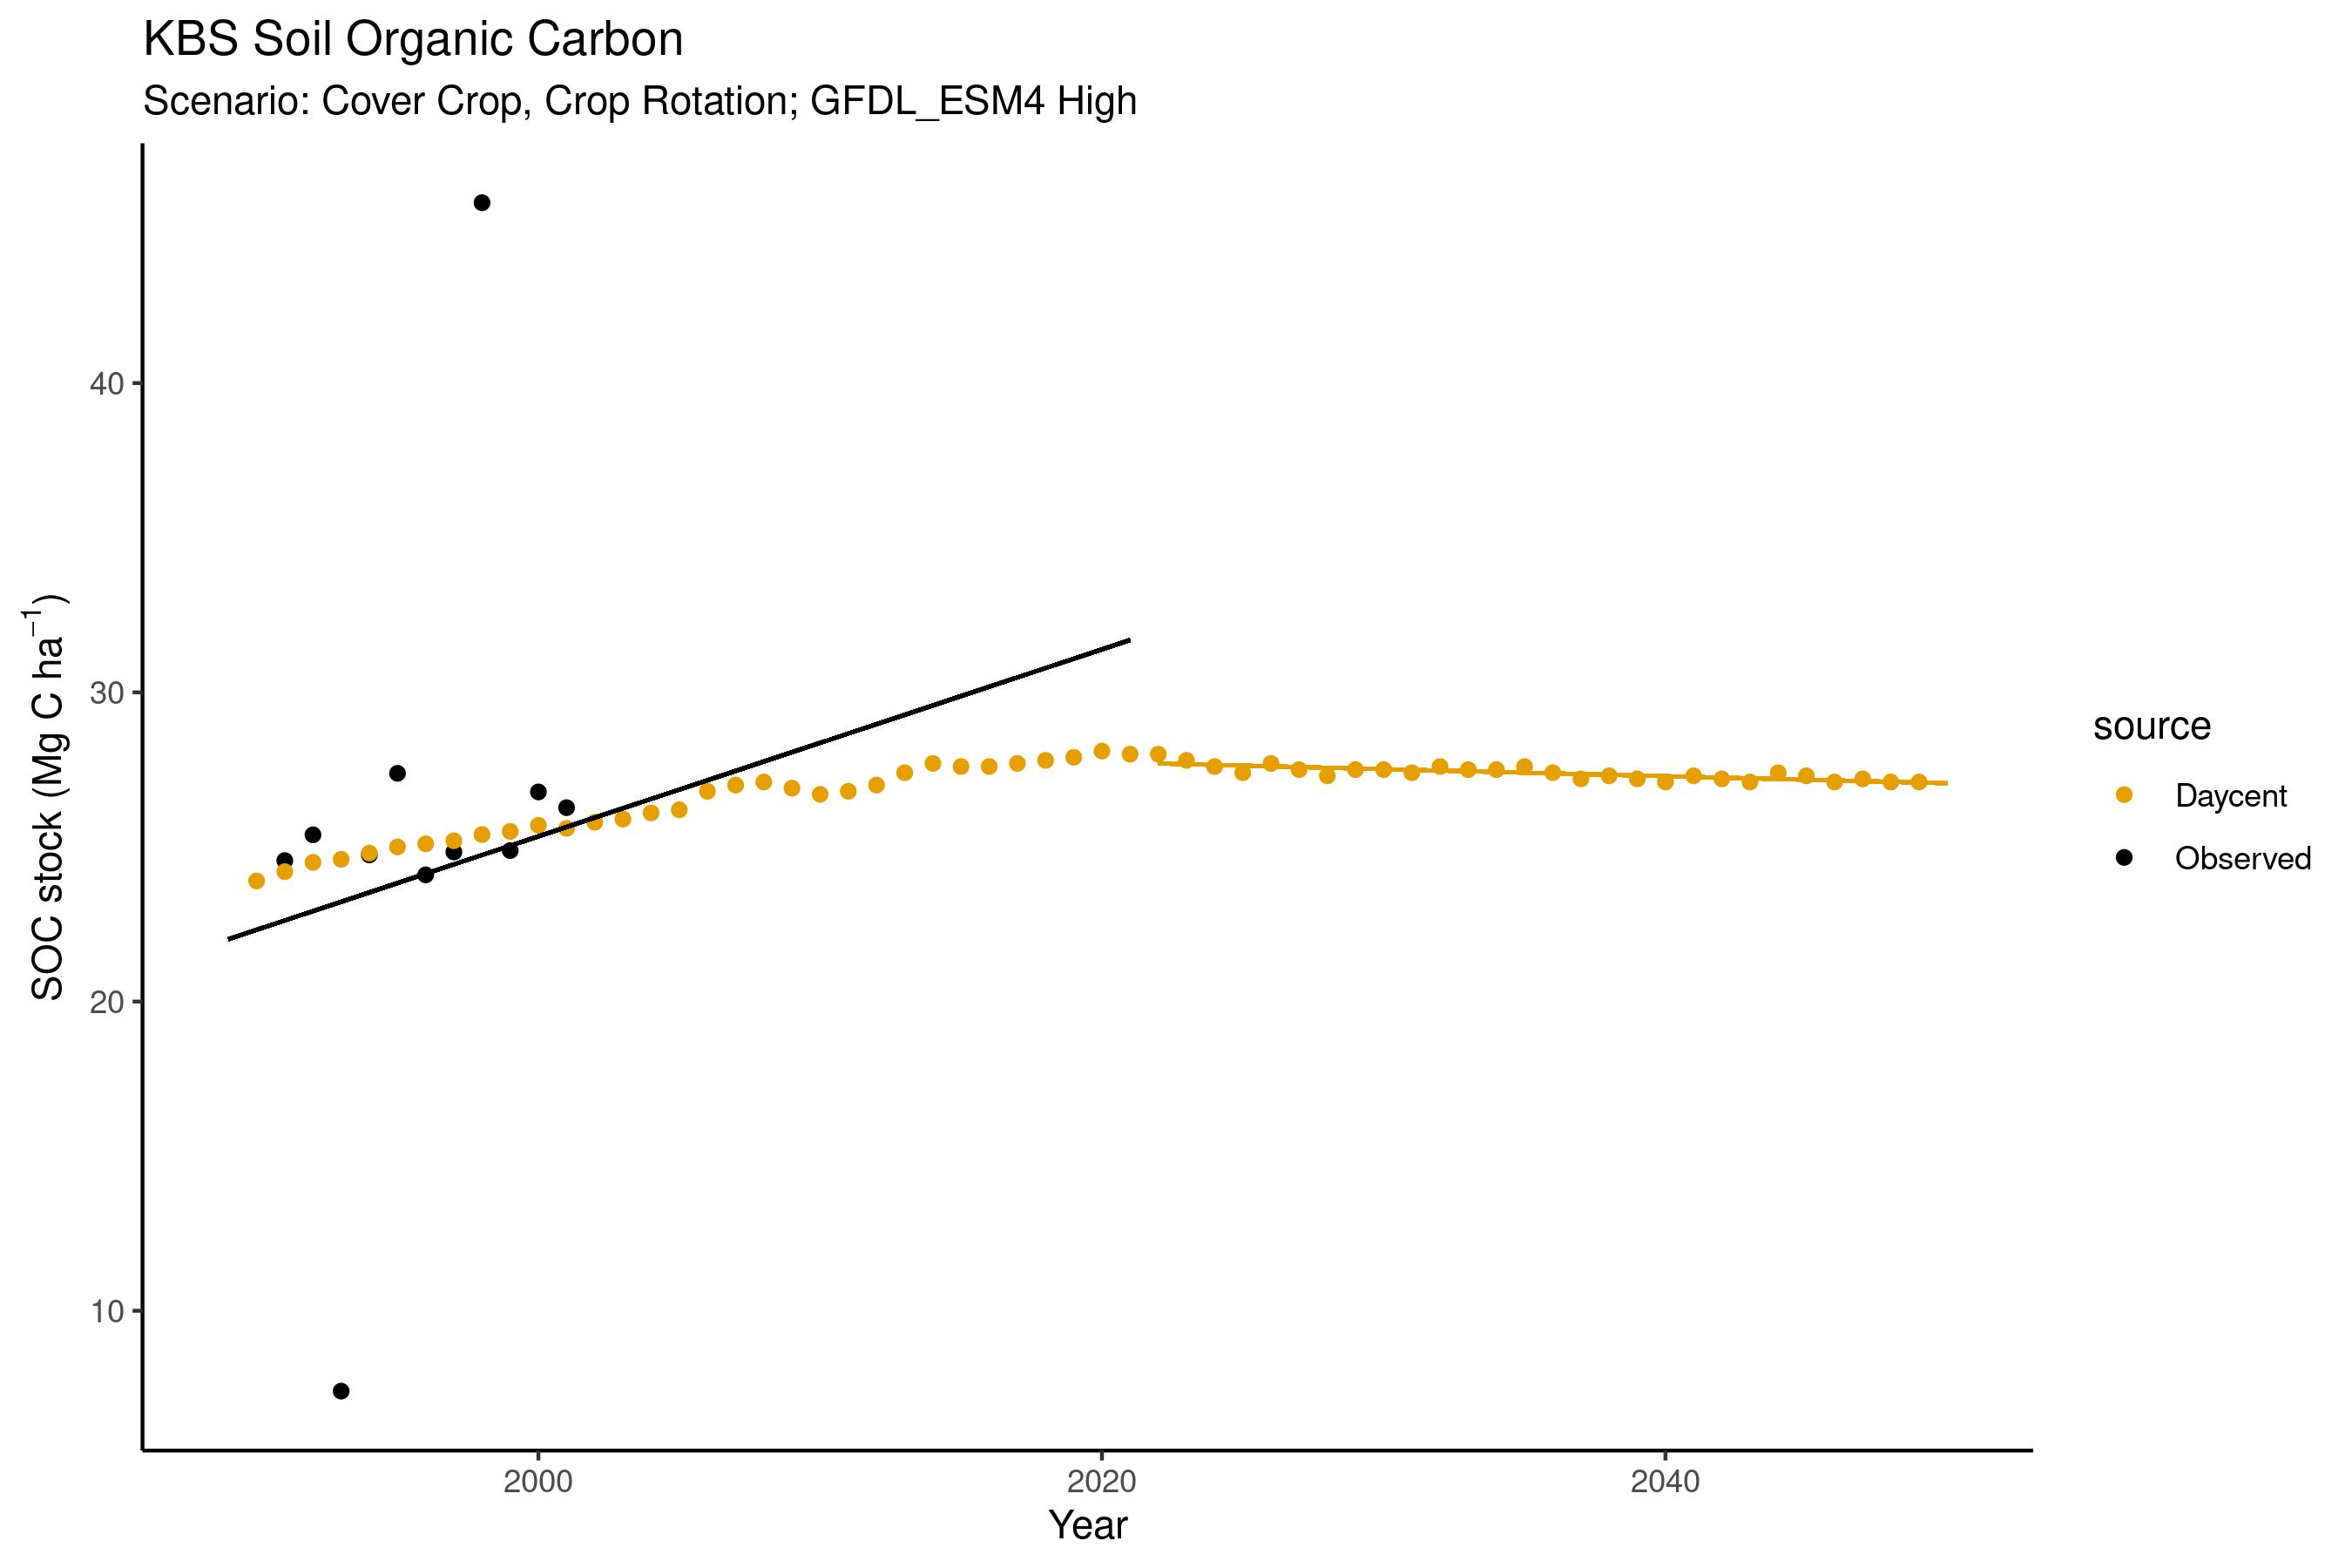 KBS Soil Organic Carbon
Scenario: Cover Crop, Crop Rotation; GFDL_ESM4 High
SOC stock (Mg C ha⁻¹)
40
30
20
10
2000
2020
2040
Year
source
Daycent
Observed